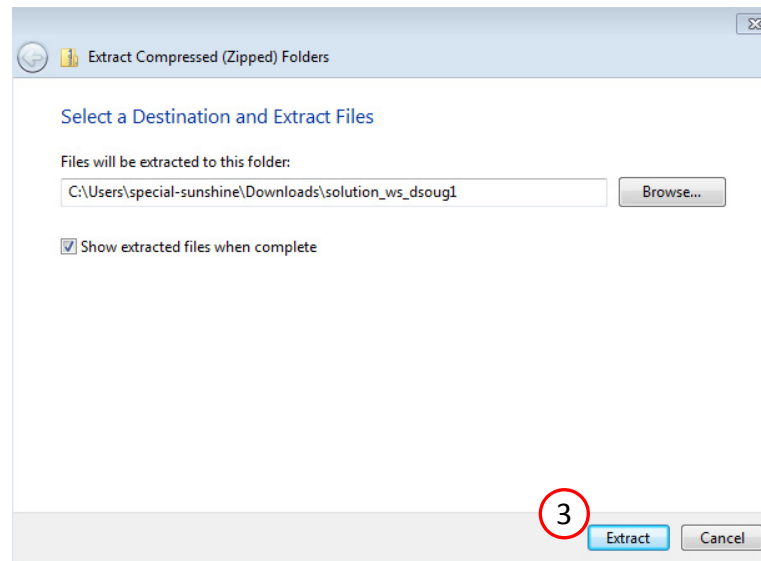 Extract Compressed (Zipped) Folders
Select a Destination and Extract Files
Files will be extracted to this folder:
C:\Users\special-sunshine\Downloads\solution_ws_dsoug1
Browse...
Show extracted files when complete
3
Extract
Cancel